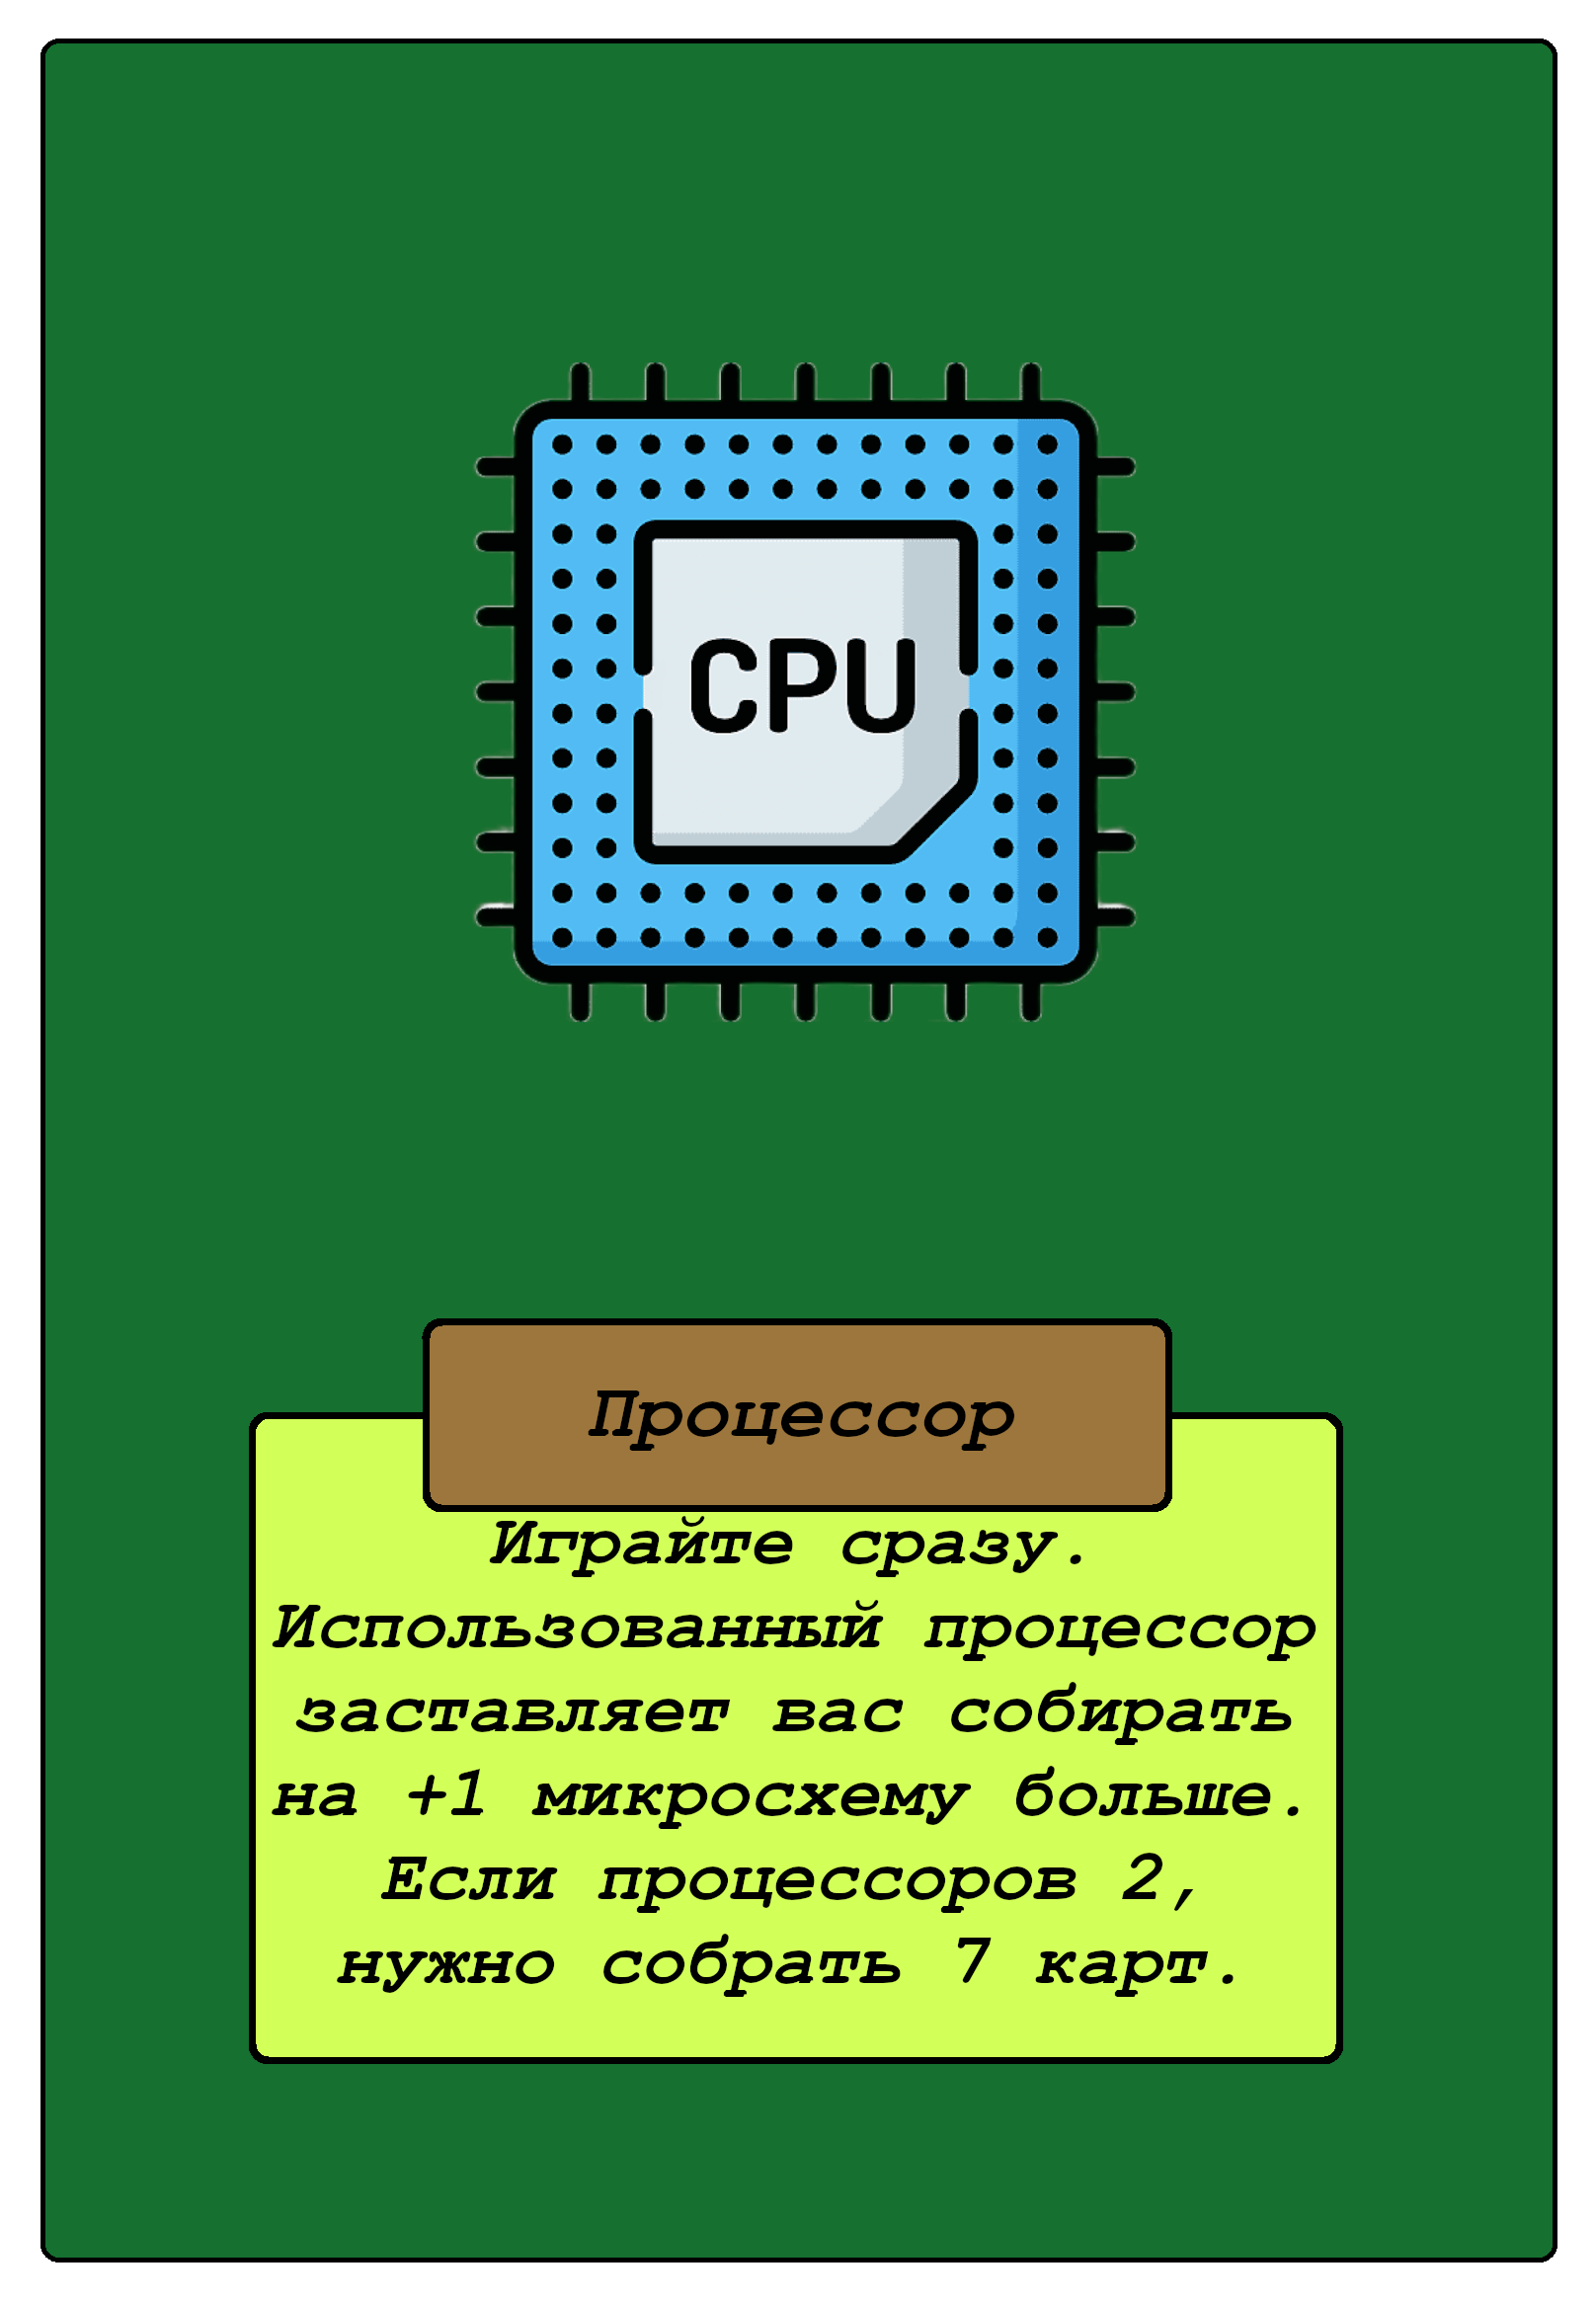 CPU
Процессор
Играйте сразу.
Использованный процессор
заставляет вас собирать
на +1 микросхему больше.
Если процессоров 2,
нужно собрать 7 карт.